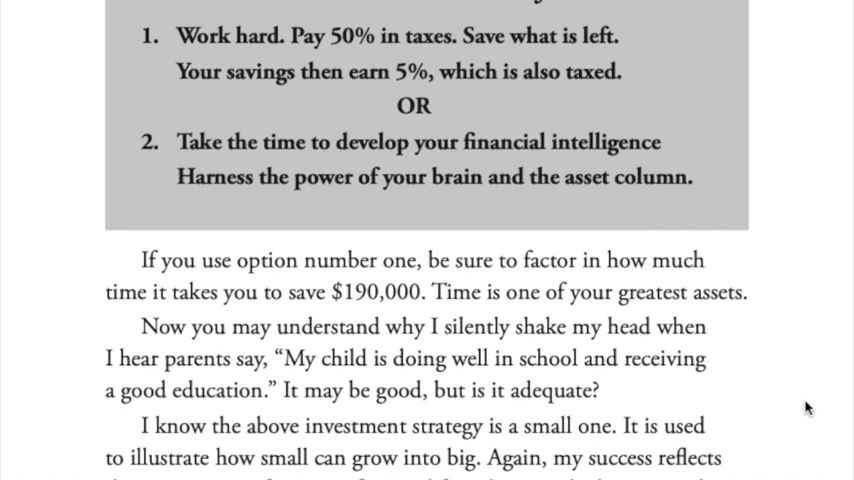 1. Work hard. Pay 50% in taxes. Save what is left.
Your savings then earn 5%, which is also taxed.
OR
2. Take the time to develop your financial intelligence
Harness the power of your brain and the asset column.
If you use option number one, be sure to factor in how much
time it takes you to save $190,000. Time is one of your greatest assets.
Now you may understand why I silently shake my head when
I hear parents say, “My child is doing well in school and receiving
a good education.” It may be good, but is it adequate?
I know the above investment strategy is a small one. It is used
to illustrate how small can grow into big. Again, my success reflects